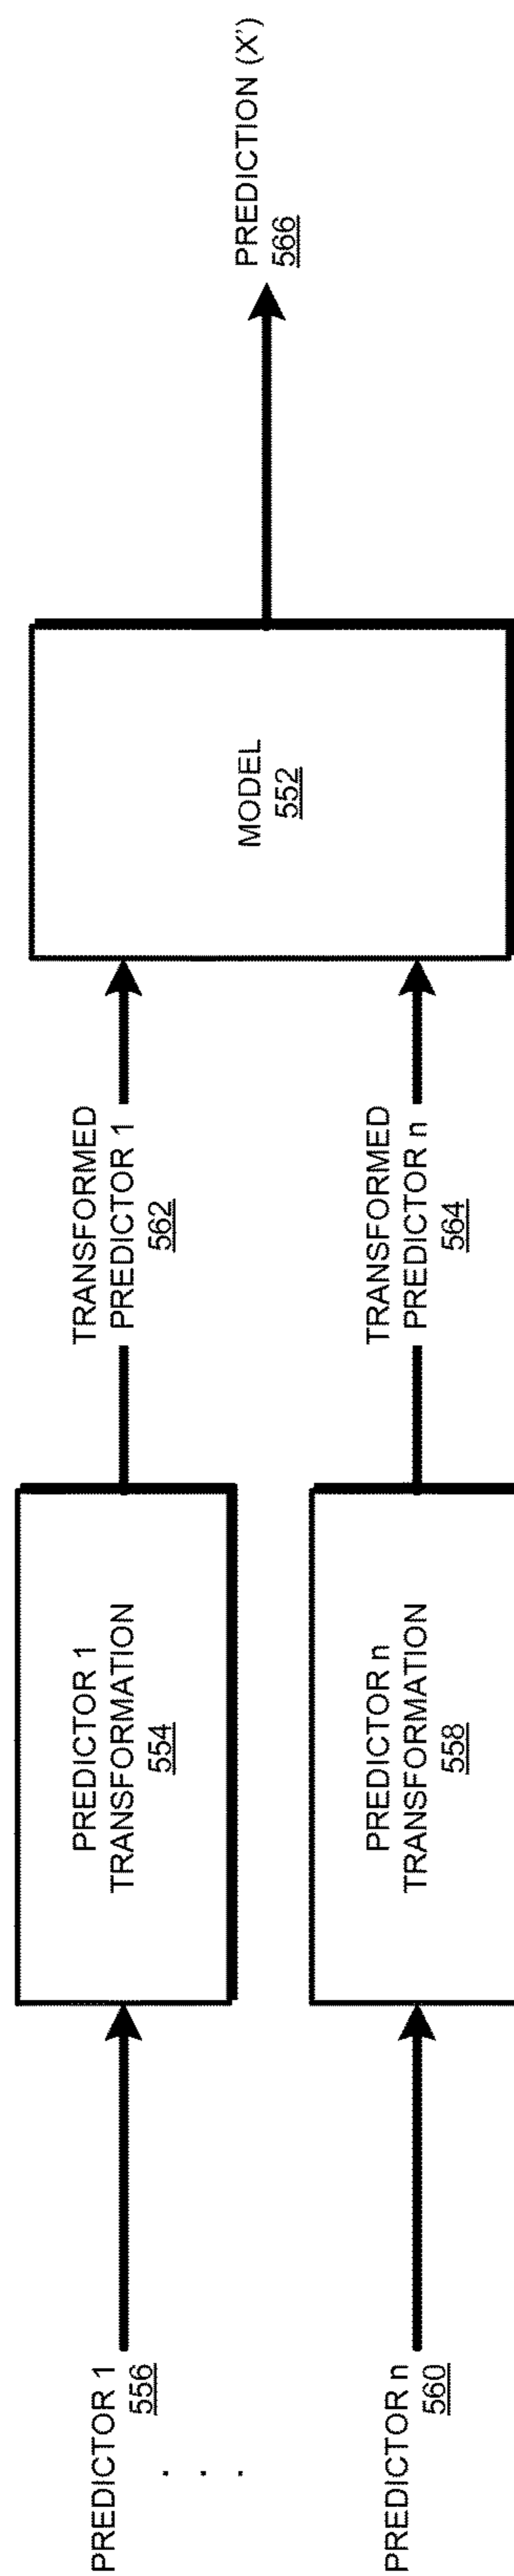 PREDICTOR 1
556
. . .
PREDICTOR n
560
PREDICTOR 1
TRANSFORMATION
554
PREDICTOR n
TRANSFORMATION
558
TRANSFORMED
PREDICTOR 1
562
TRANSFORMED
PREDICTOR n
564
MODEL
552
PREDICTION (X')
566